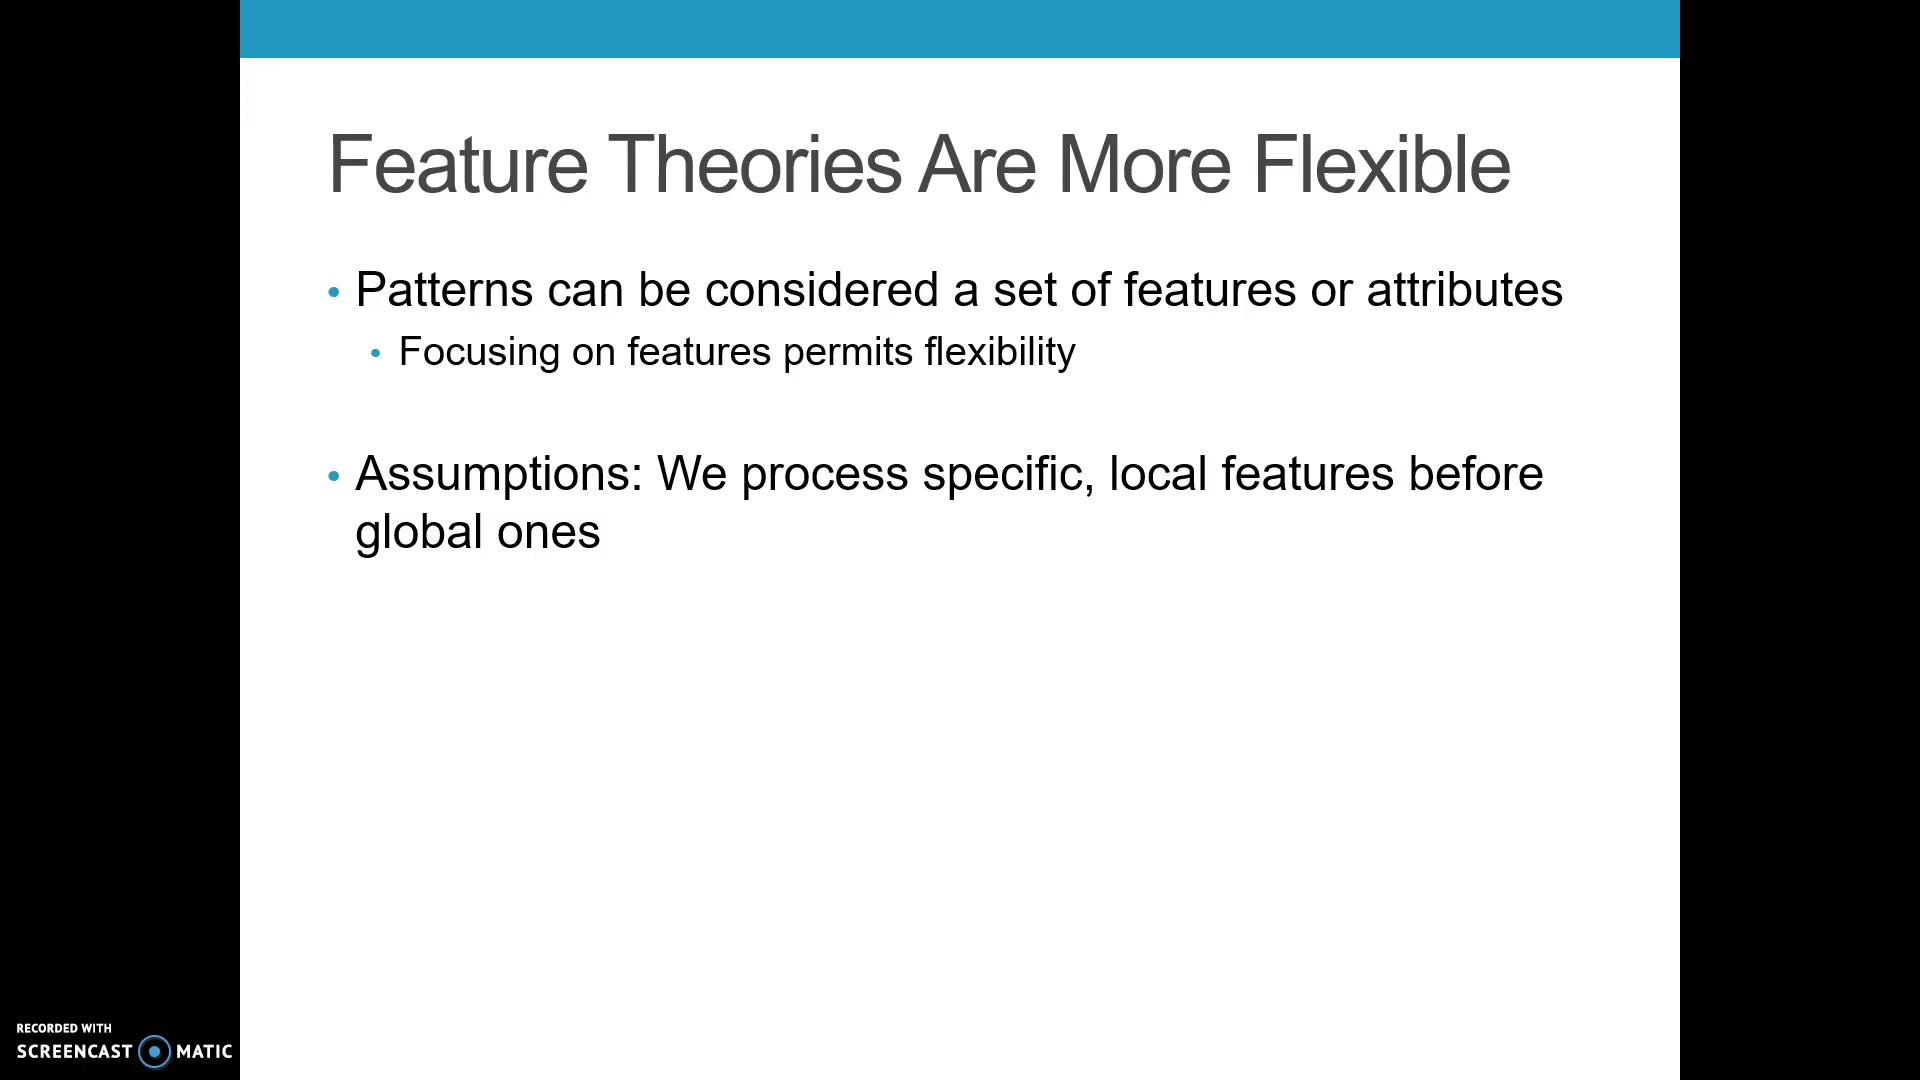 Feature Theories Are More Flexible
• Patterns can be considered a set of features or attributes
• Focusing on features permits flexibility
• Assumptions: We process specific, local features before
global ones
RECORDED WITH
SCREENCAST MATIC